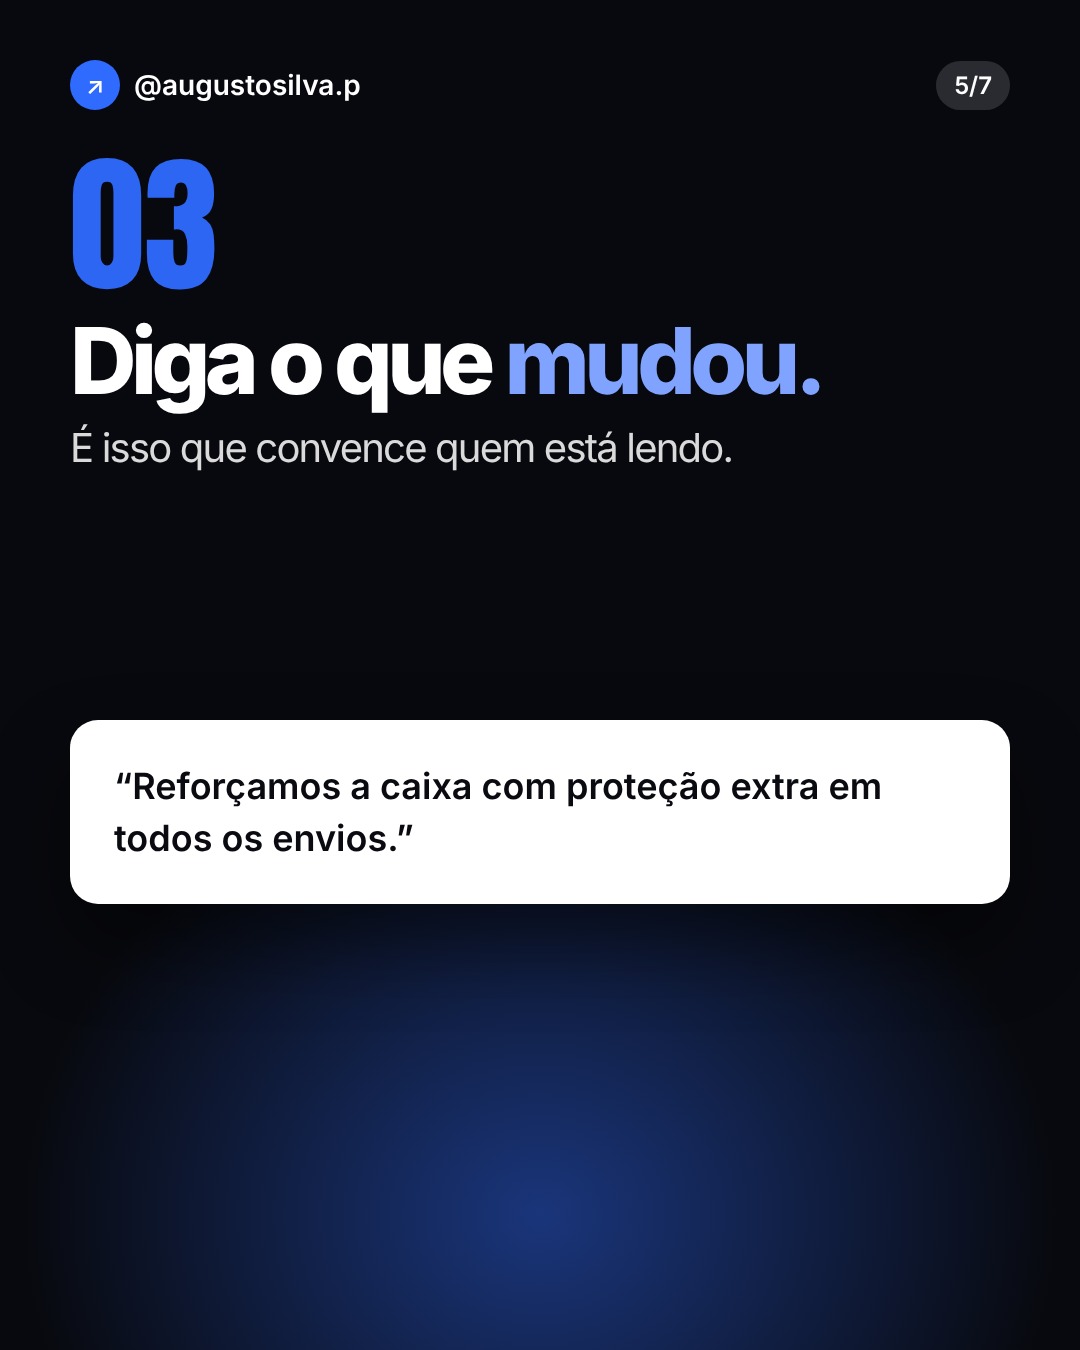 @augustosilva.p
5/7
03
Diga o que mudou.
É isso que convence quem está lendo.
“Reforçamos a caixa com proteção extra em
todos os envios.”